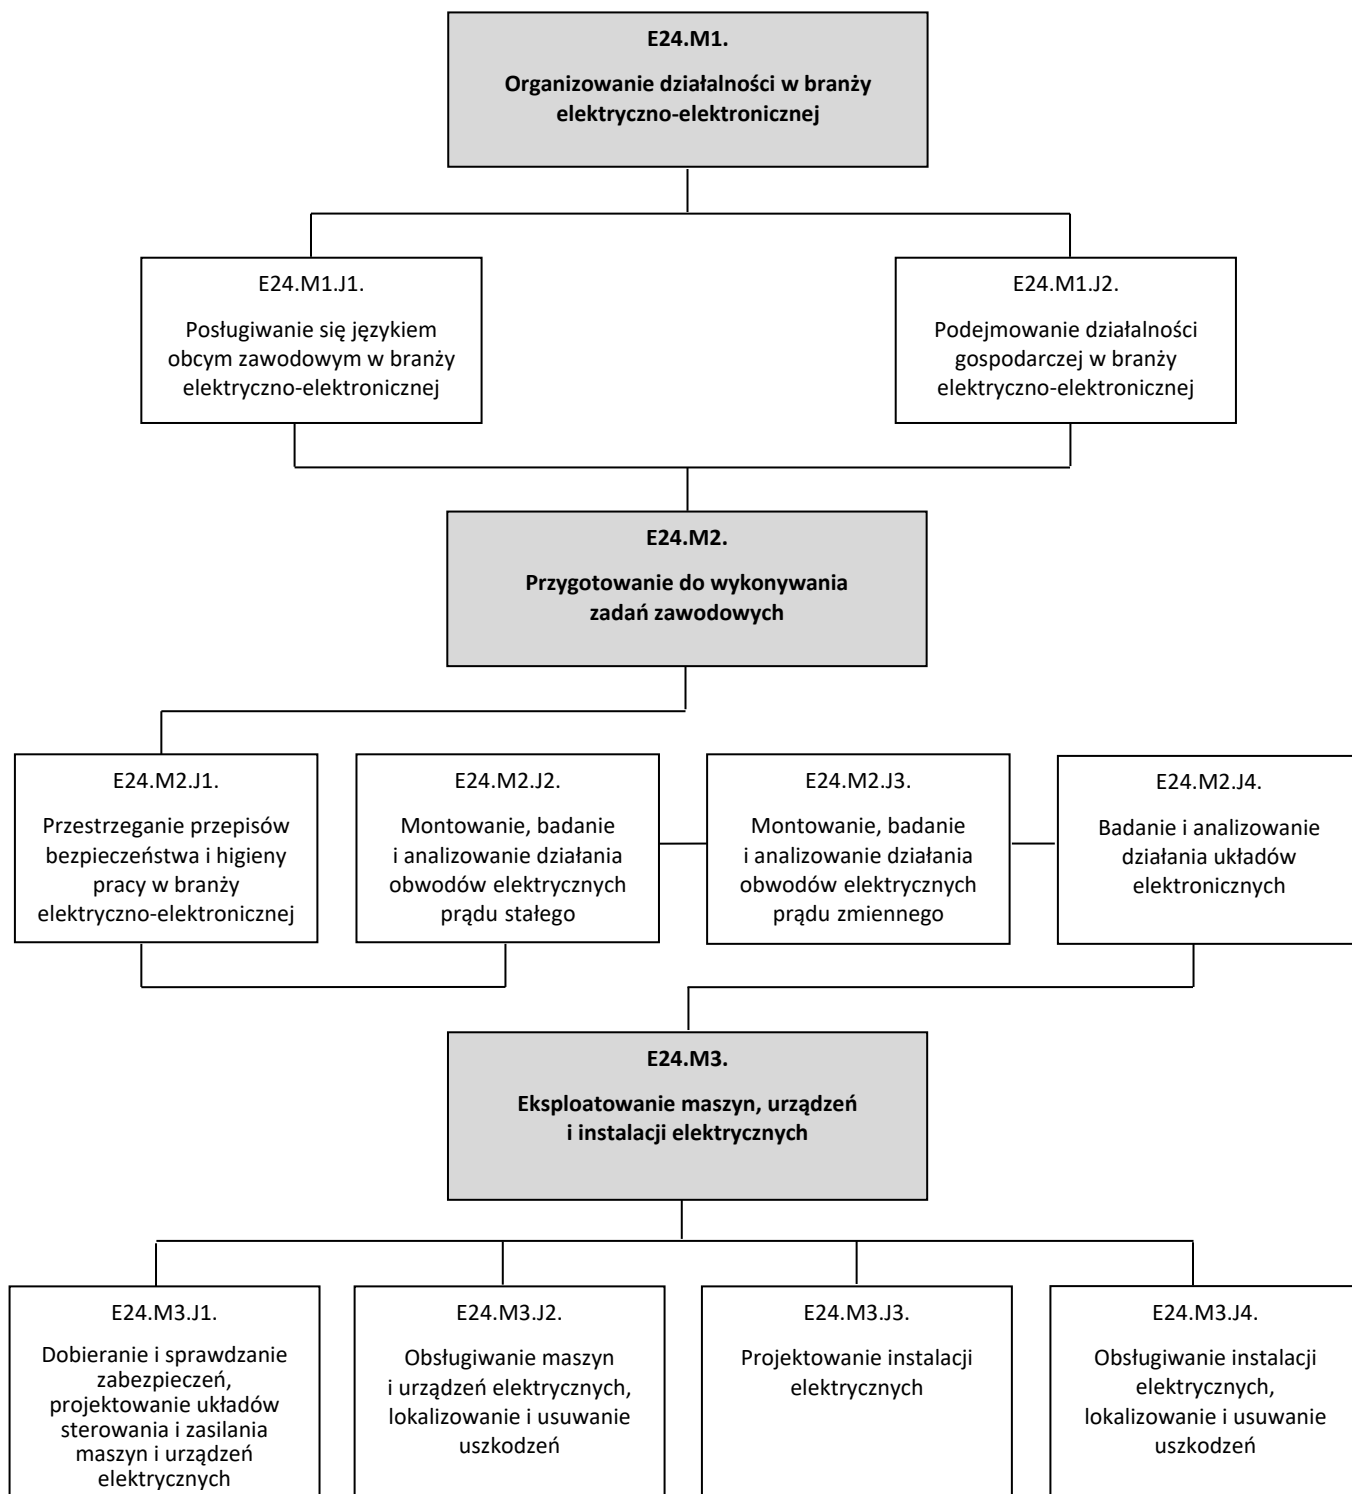 E24.M1.
Organizowanie działalności w branży
elektryczno-elektronicznej
E24.M1.J1.
Posługiwanie się językiem
obcym zawodowym w branży
elektryczno-elektronicznej
E24.M1.J2.
Podejmowanie działalności
gospodarczej w branży
elektryczno-elektronicznej
E24.M2.
Przygotowanie do wykonywania
zadań zawodowych
E24.M2.J1.
Przestrzeganie przepisów
bezpieczeństwa i higieny
pracy w branży
elektryczno-elektronicznej
E24.M2.J2.
Montowanie, badanie
i analizowanie działania
obwodów elektrycznych
prądu stałego
E24.M2.J3.
Montowanie, badanie
i analizowanie działania
obwodów elektrycznych
prądu zmiennego
E24.M2.J4.
Badanie i analizowanie
działania układów
elektronicznych
E24.M3.
Eksploatowanie maszyn, urządzeń
i instalacji elektrycznych
E24.M3.J1.
Dobieranie i sprawdzanie
zabezpieczeń,
projektowanie układów
sterowania i zasilania
maszyn i urządzeń
elektrycznych
E24.M3.J2.
Obsługiwanie maszyn
i urządzeń elektrycznych,
lokalizowanie i usuwanie
uszkodzeń
E24.M3.J3.
Projektowanie instalacji
elektrycznych
E24.M3.J4.
Obsługiwanie instalacji
elektrycznych,
lokalizowanie i usuwanie
uszkodzeń